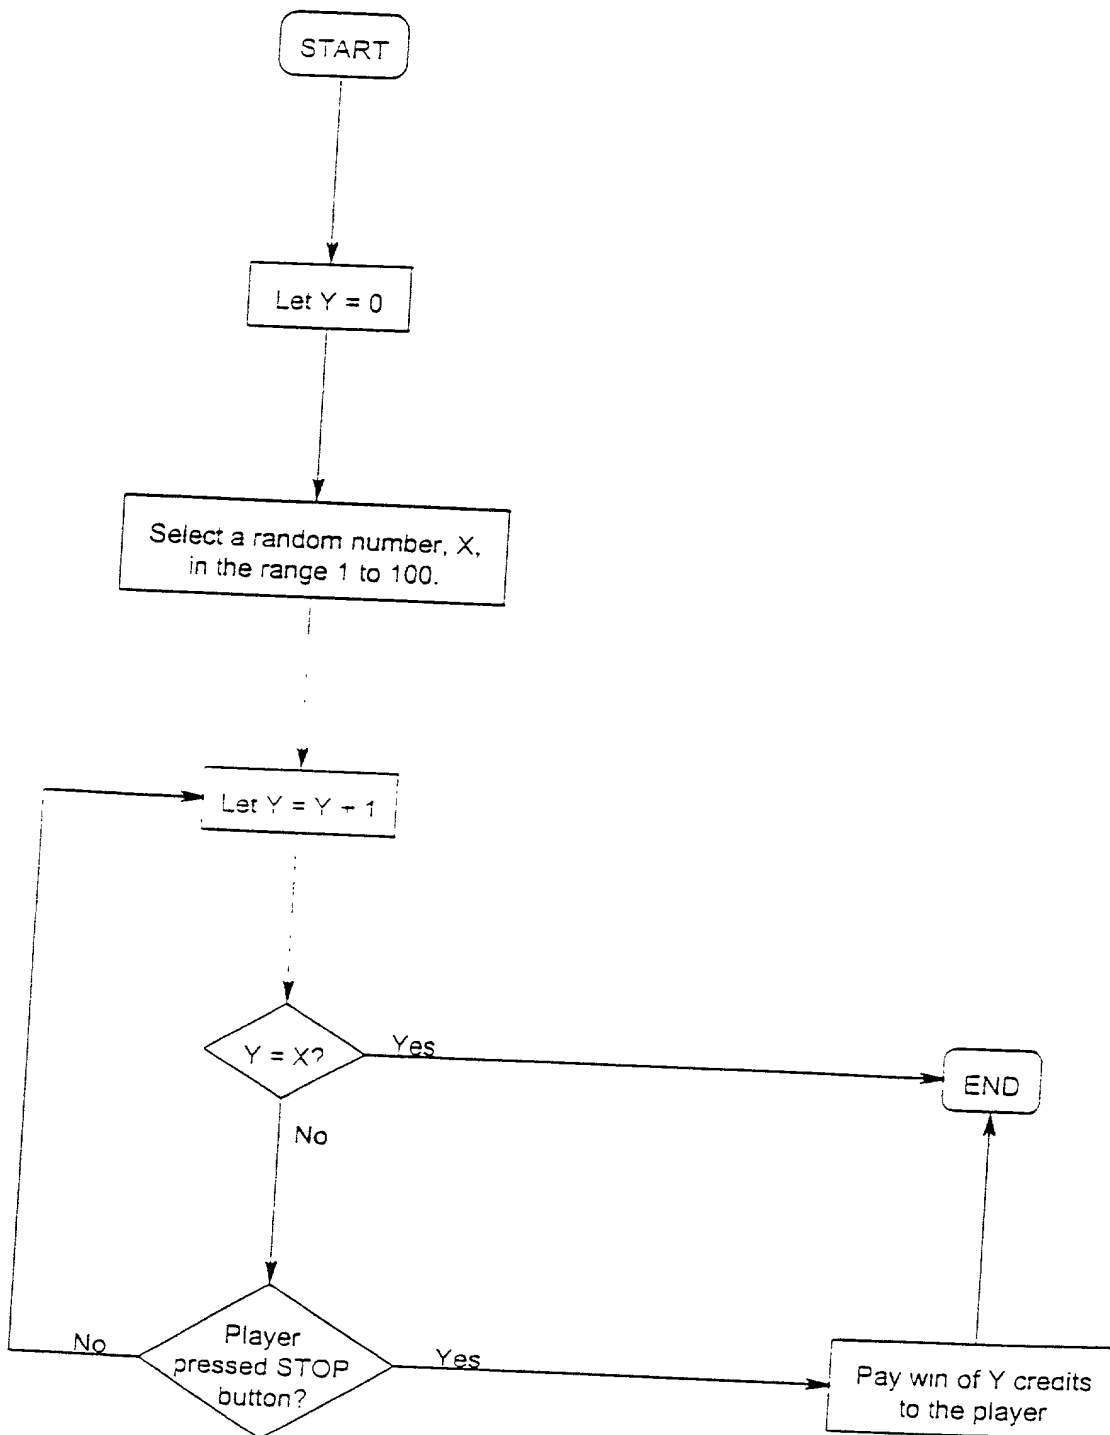 START
Let Y = 0
Select a random number, X,
in the range 1 to 100.
Let Y = Y + 1
Y = X?
Yes
END
No
Player
pressed STOP
button?
No
Yes
Pay win of Y credits
to the player